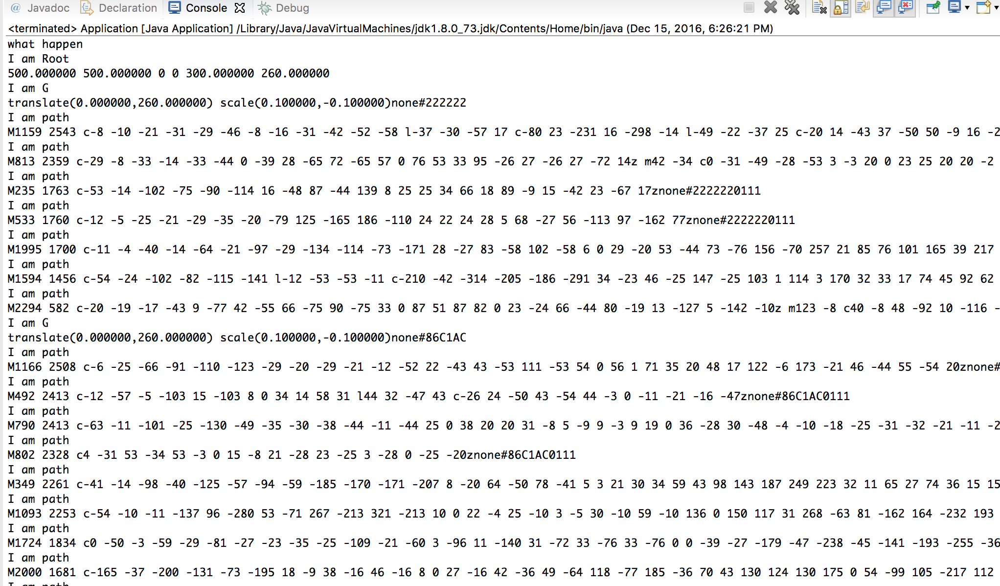 @ Javadoc Declaration Console Debug
<terminated> Application [Java Application] /Library/Java/JavaVirtualMachines/jdk1.8.0_73.jdk/Contents/Home/bin/java (Dec 15, 2016, 6:26:21 PM)
what happen
I am Root
500.000000 500.000000 0 0 300.000000 260.000000
I am G
translate(0.000000,260.000000) scale(0.100000,-0.100000)none#222222
I am path
M1159 2543 c-8 -10 -21 -31 -29 -46 -8 -16 -31 -42 -52 -58 l-37 -30 -57 17 c-80 23 -231 16 -298 -14 l-49 -22 -37 25 c-20 14 -43 37 -50 50 -9 16 -2
I am path
M813 2359 c-29 -8 -33 -14 -33 -44 0 -39 28 -65 72 -65 57 0 76 53 33 95 -26 27 -26 27 -72 14z m42 -34 c0 -31 -49 -28 -53 3 -3 20 0 23 25 20 20 -2
I am path
M235 1763 c-53 -14 -102 -75 -90 -114 16 -48 87 -44 139 8 25 25 34 66 18 89 -9 15 -42 23 -67 17znone#2222220111
I am path
M533 1760 c-12 -5 -25 -21 -29 -35 -20 -79 125 -165 186 -110 24 22 24 28 5 68 -27 56 -113 97 -162 77znone#2222220111
I am path
M1995 1700 c-11 -4 -40 -14 -64 -21 -97 -29 -134 -114 -73 -171 28 -27 83 -58 102 -58 6 0 29 -20 53 -44 73 -76 156 -70 257 21 85 76 101 165 39 217
I am path
M1594 1456 c-54 -24 -102 -82 -115 -141 l-12 -53 -53 -11 c-210 -42 -314 -205 -186 -291 34 -23 46 -25 147 -25 103 1 114 3 170 32 33 17 74 45 92 62
I am path
M2294 582 c-20 -19 -17 -43 9 -77 42 -55 66 -75 90 -75 33 0 87 51 87 82 0 23 -24 66 -44 80 -19 13 -127 5 -142 -10z m123 -8 c40 -8 48 -92 10 -116 -
I am G
translate(0.000000,260.000000) scale(0.100000,-0.100000)none#86C1AC
I am path
M1166 2508 c-6 -25 -66 -91 -110 -123 -29 -20 -29 -21 -12 -52 22 -43 43 -53 111 -53 54 0 56 1 71 35 20 48 17 122 -6 173 -21 46 -44 55 -54 20znone#
I am path
M492 2413 c-12 -57 -5 -103 15 -103 8 0 34 14 58 31 l44 32 -47 43 c-26 24 -50 43 -54 44 -3 0 -11 -21 -16 -47znone#86C1AC0111
I am path
M790 2413 c-63 -11 -101 -25 -130 -49 -35 -30 -38 -44 -11 -44 25 0 38 20 20 31 -8 5 -9 9 -3 9 19 0 36 -28 30 -48 -4 -10 -18 -25 -31 -32 -21 -11 -2
I am path
M802 2328 c4 -31 53 -34 53 -3 0 15 -8 21 -28 23 -25 3 -28 0 -25 -20znone#86C1AC0111
I am path
M349 2261 c-41 -14 -98 -40 -125 -57 -94 -59 -185 -170 -171 -207 8 -20 64 -50 78 -41 5 3 21 30 34 59 43 98 143 187 249 223 32 11 65 27 74 36 15 15
I am path
M1093 2253 c-54 -10 -11 -137 96 -280 53 -71 267 -213 321 -213 10 0 22 -4 25 -10 3 -5 30 -10 59 -10 136 0 150 117 31 268 -63 81 -162 164 -232 193
I am path
M1724 1834 c0 -50 -3 -59 -29 -81 -27 -23 -35 -25 -109 -21 -60 3 -96 11 -140 31 -72 33 -76 33 -76 0 0 -39 -27 -179 -47 -238 -45 -141 -193 -255 -36
I am path
M2000 1681 c-165 -37 -200 -131 -73 -195 18 -9 38 -16 46 -16 8 0 27 -16 42 -36 49 -64 118 -77 185 -36 70 43 130 124 130 175 0 54 -99 105 -217 112
I am path